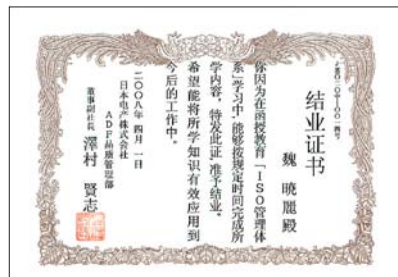 结业证书
魏 曉麗殿
你因为在函授教育「ISO管理体
系」学习中,能够按规定时间完成所
学内容,特发此证 准予结业。
希望能将所学知识有效应用到
今后的工作中。
二〇〇八年 四月 一日
日本电产株式会社
ADF品质管理部
董事副社長 澤村 賢志